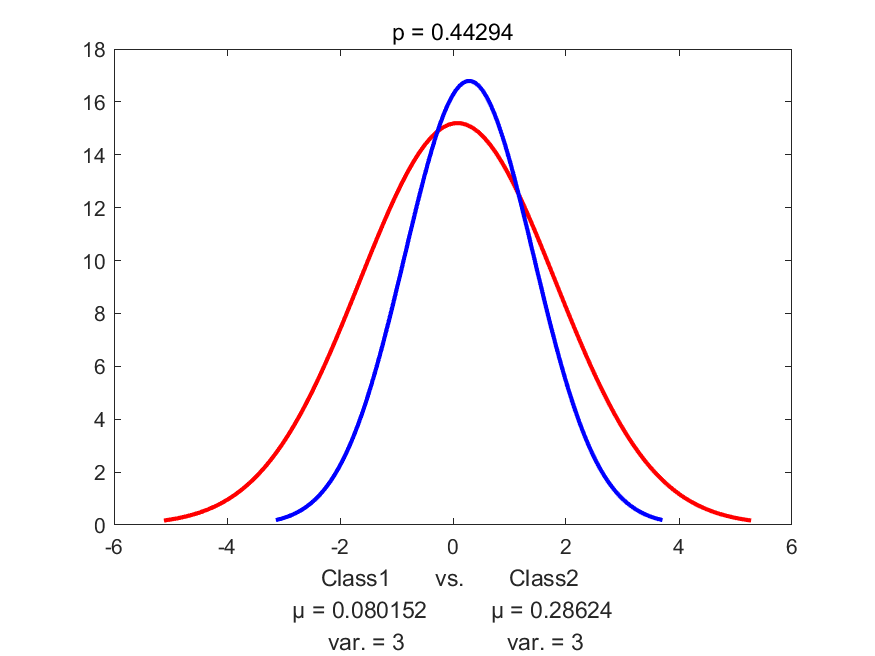 p = 0.44294
18
16
14
12
10
8
6
4
2
0
-6 -4 -2 0 2 4 6
Class1 vs. Class2
μ = 0.080152 μ = 0.28624
var. = 3 var. = 3